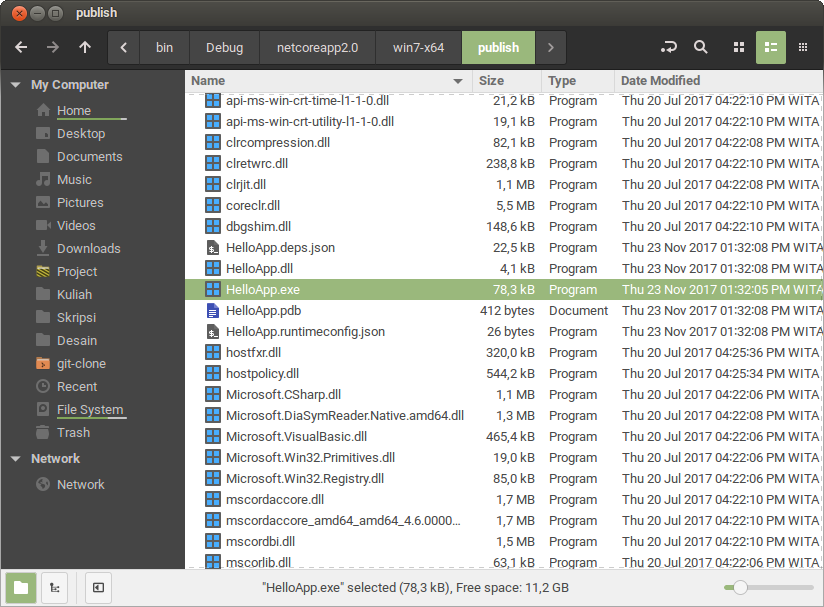 publish
bin Debug netcoreapp2.0 win7-x64 publish
My Computer
Home
Desktop
Documents
Music
Pictures
Videos
Downloads
Project
Kuliah
Skripsi
Desain
git-clone
Recent
File System
Trash
Network
Network
Name Size Type Date Modified
api-ms-win-crt-time-l1-1-0.dll 21,2 kB Program Thu 20 Jul 2017 04:22:10 PM WITA
api-ms-win-crt-utility-l1-1-0.dll 19,1 kB Program Thu 20 Jul 2017 04:22:10 PM WITA
clrcompression.dll 82,1 kB Program Thu 20 Jul 2017 04:22:08 PM WITA
clretwrc.dll 238,8 kB Program Thu 20 Jul 2017 04:22:10 PM WITA
clrjit.dll 1,1 MB Program Thu 20 Jul 2017 04:22:08 PM WITA
coreclr.dll 5,5 MB Program Thu 20 Jul 2017 04:22:10 PM WITA
dbgshim.dll 148,6 kB Program Thu 20 Jul 2017 04:22:10 PM WITA
HelloApp.deps.json 22,5 kB Program Thu 23 Nov 2017 01:32:08 PM WITA
HelloApp.dll 4,1 kB Program Thu 23 Nov 2017 01:32:08 PM WITA
HelloApp.exe 78,3 kB Program Thu 23 Nov 2017 01:32:05 PM WITA
HelloApp.pdb 412 bytes Document Thu 23 Nov 2017 01:32:08 PM WITA
HelloApp.runtimeconfig.json 26 bytes Program Thu 23 Nov 2017 01:32:08 PM WITA
hostfxr.dll 320,0 kB Program Thu 20 Jul 2017 04:25:36 PM WITA
hostpolicy.dll 544,2 kB Program Thu 20 Jul 2017 04:25:34 PM WITA
Microsoft.CSharp.dll 1,1 MB Program Thu 20 Jul 2017 04:22:06 PM WITA
Microsoft.DiaSymReader.Native.amd64.dll 1,3 MB Program Thu 20 Jul 2017 04:22:08 PM WITA
Microsoft.VisualBasic.dll 465,4 kB Program Thu 20 Jul 2017 04:22:06 PM WITA
Microsoft.Win32.Primitives.dll 19,0 kB Program Thu 20 Jul 2017 04:22:06 PM WITA
Microsoft.Win32.Registry.dll 85,0 kB Program Thu 20 Jul 2017 04:22:06 PM WITA
mscordaccore.dll 1,7 MB Program Thu 20 Jul 2017 04:22:10 PM WITA
mscordaccore_amd64_amd64_4.6.0000... 1,7 MB Program Thu 20 Jul 2017 04:22:10 PM WITA
mscordbi.dll 1,5 MB Program Thu 20 Jul 2017 04:22:10 PM WITA
mscorlib.dll 63,1 kB Program Thu 20 Jul 2017 04:22:06 PM WITA
"HelloApp.exe" selected (78,3 kB), Free space: 11,2 GB